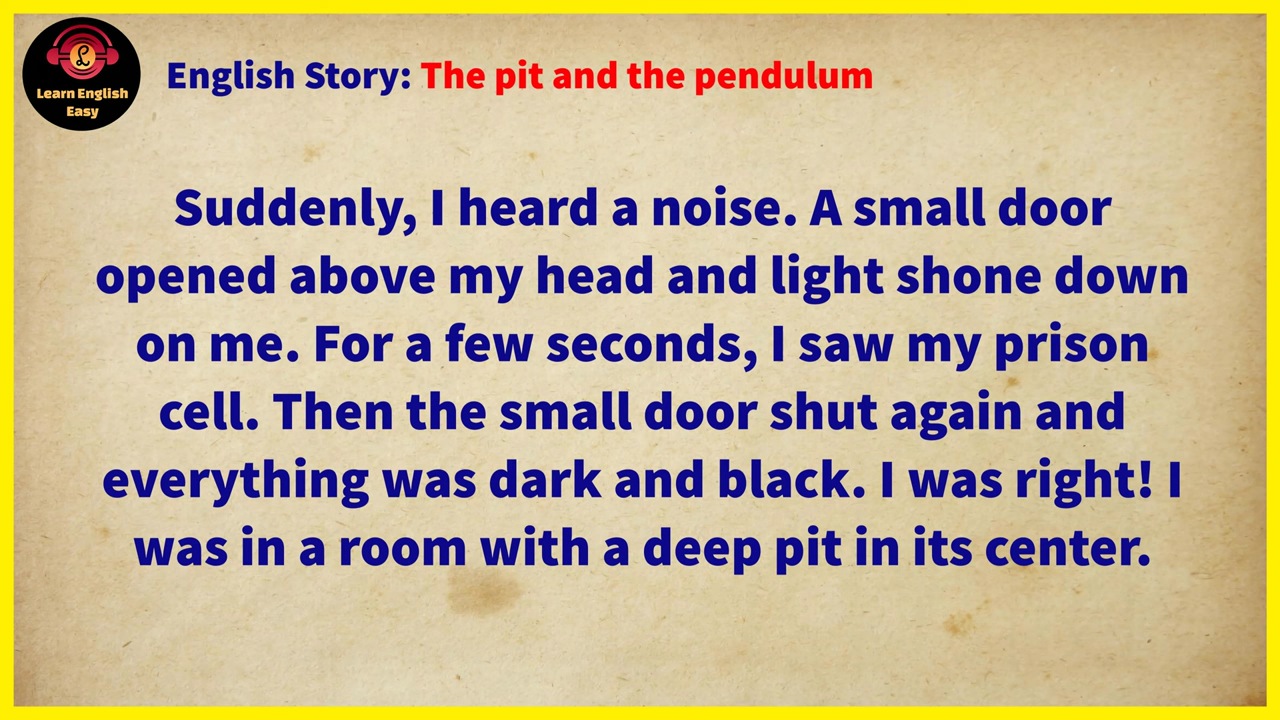 Learn English
Easy
English Story: The pit and the pendulum
Suddenly, I heard a noise. A small door
opened above my head and light shone down
on me. For a few seconds, I saw my prison
cell. Then the small door shut again and
everything was dark and black. I was right! I
was in a room with a deep pit in its center.